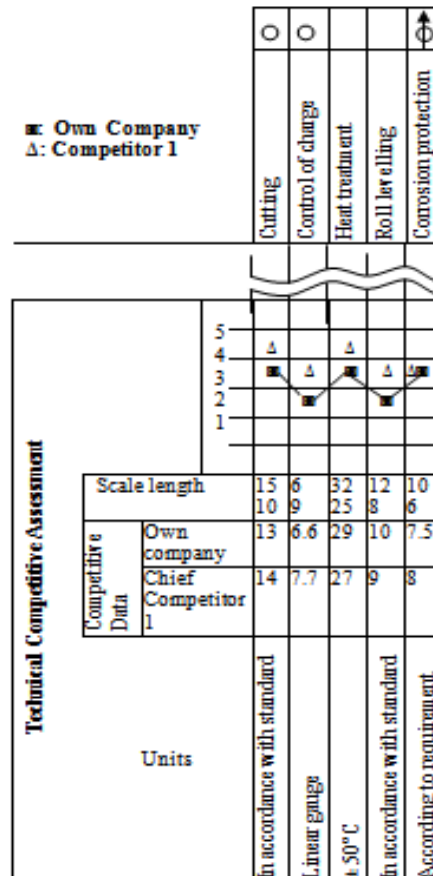 ■: Own Company
Δ: Competitor 1
Cutting
Control of charge
Heat treatment
Roll levelling
Corrosion protection
5
4
3
2
1
Technical Competitive Assessment
Scale length
15 6 32 12 10
10 9 25 8 6
Competitive
Data
Own
company
13 6.6 29 10 7.5
Chief
Competitor
1
14 7.7 27 9 8
Units
In accordance with standard
Linear gauge
± 50° C
In accordance with standard
According to requirement